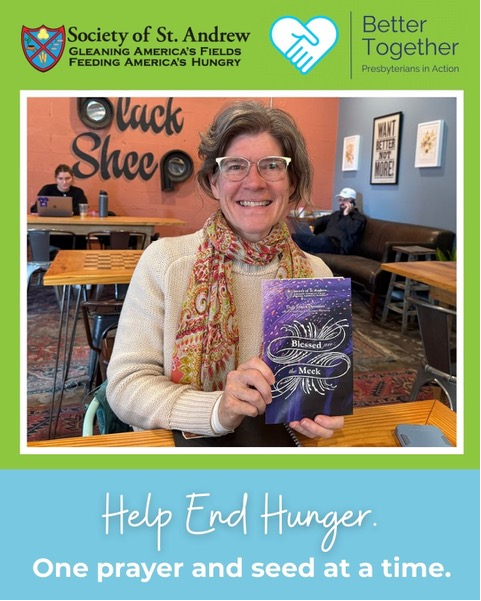 Society of St. Andrew
GLEANING AMERICA'S FIELDS
FEEDING AMERICA'S HUNGRY
Better
Together
Presbyterians in Action
Black
Sheep
WANT
BETTER
NOT
MORE!
Blessed are
the Meek
Help End Hunger.
One prayer and seed at a time.